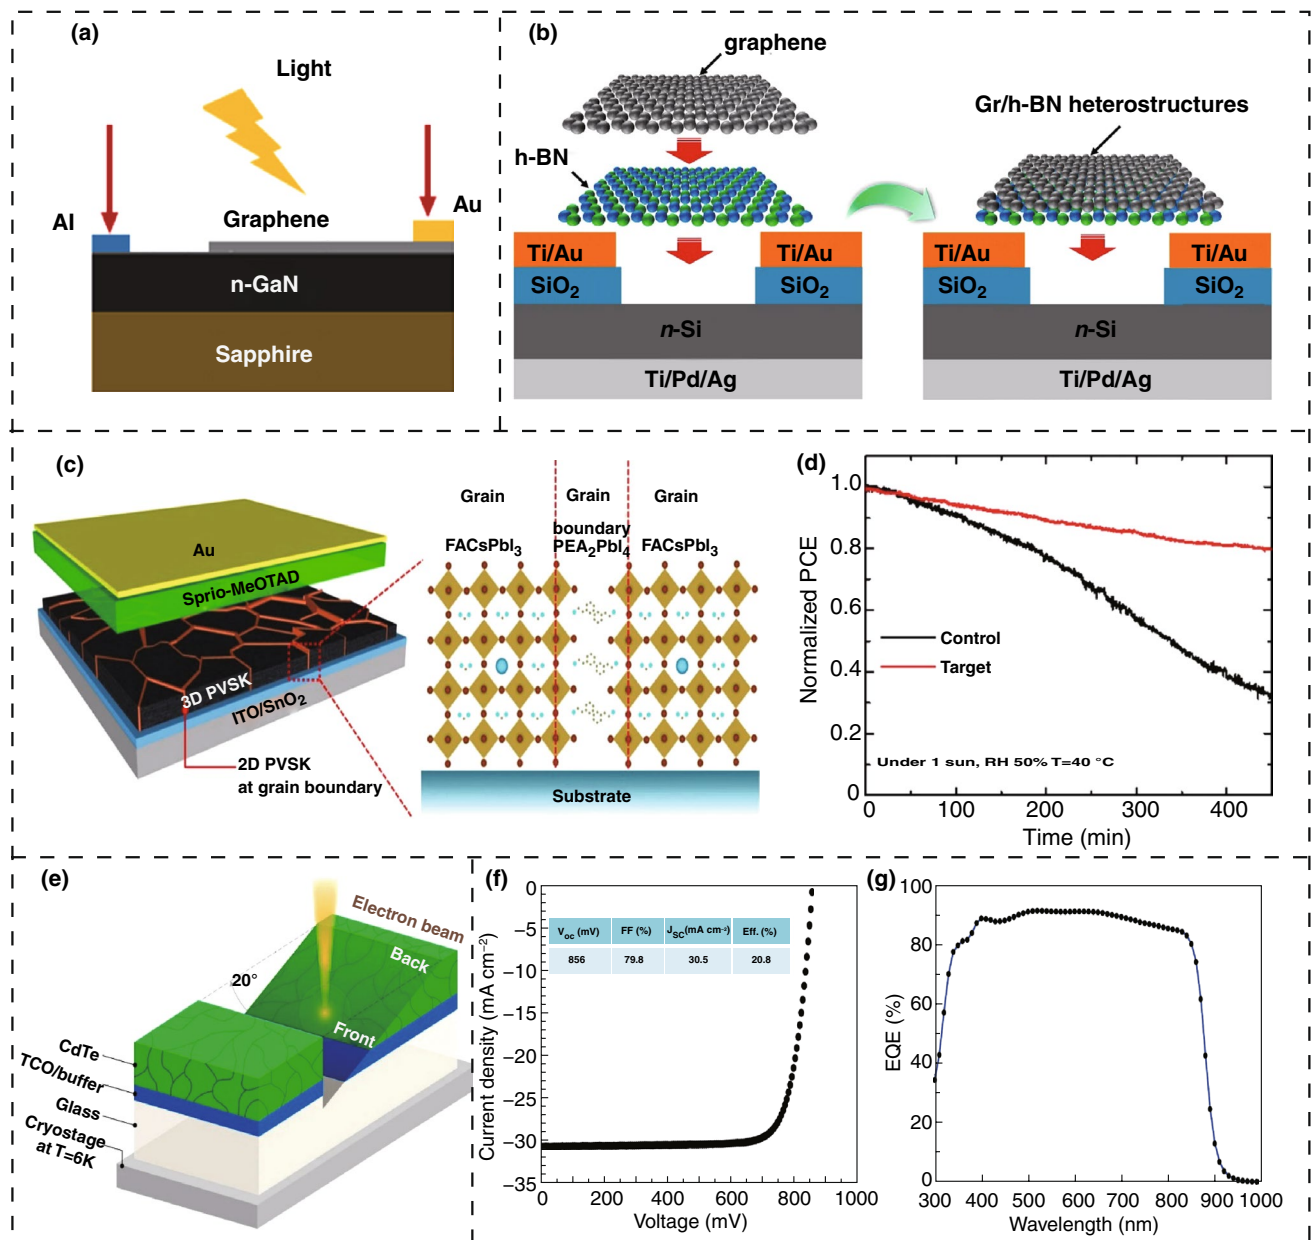 (a)
Light
Al
Graphene
Au
n-GaN
Sapphire
(b)
graphene
h-BN
Gr/h-BN heterostructures
Ti/Au
Ti/Au
SiO₂
SiO₂
n-Si
Ti/Pd/Ag
Ti/Au
Ti/Au
SiO₂
SiO₂
n-Si
Ti/Pd/Ag
(c)
Au
Sprio-MeOTAD
3D PVSK
ITO/SnO₂
2D PVSK
at grain boundary
Grain
Grain
Grain
boundary
FACsPbI₃
PEA₂PbI₄
FACsPbI₃
Substrate
(d)
Normalized PCE
1.0
0.8
0.6
0.4
0.2
0
Control
Target
Under 1 sun, RH 50% T=40 °C
0
100
200
300
400
Time (min)
(e)
Electron beam
Back
20°
Front
CdTe
TCO/buffer
Glass
Cryostage
at T=6K
(f)
Current density (mA cm⁻²)
0
−5
−10
−15
−20
−25
−30
−35
Voc (mV) FF (%) JSC(mA cm⁻²) Eff. (%)
856 79.8 30.5 20.8
0 200 400 600 800 1000
Voltage (mV)
(g)
EQE (%)
100
80
60
40
20
0
300 400 500 600 700 800 900 1000
Wavelength (nm)